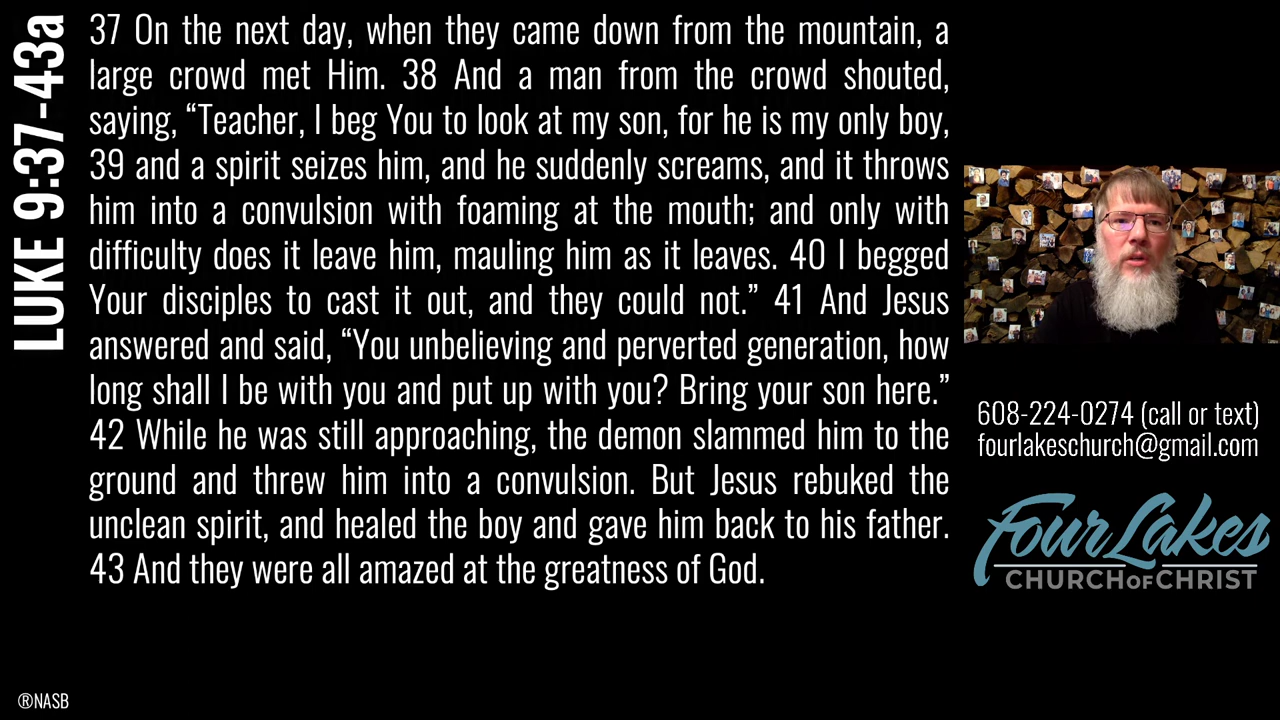 LUKE 9:37-43a
37 On the next day, when they came down from the mountain, a
large crowd met Him. 38 And a man from the crowd shouted,
saying, “Teacher, I beg You to look at my son, for he is my only boy,
39 and a spirit seizes him, and he suddenly screams, and it throws
him into a convulsion with foaming at the mouth; and only with
difficulty does it leave him, mauling him as it leaves. 40 I begged
Your disciples to cast it out, and they could not.” 41 And Jesus
answered and said, “You unbelieving and perverted generation, how
long shall I be with you and put up with you? Bring your son here.”
42 While he was still approaching, the demon slammed him to the
ground and threw him into a convulsion. But Jesus rebuked the
unclean spirit, and healed the boy and gave him back to his father.
43 And they were all amazed at the greatness of God.
608-224-0274 (call or text)
fourlakeschurch@gmail.com
Four Lakes
CHURCH OF CHRIST
®NASB